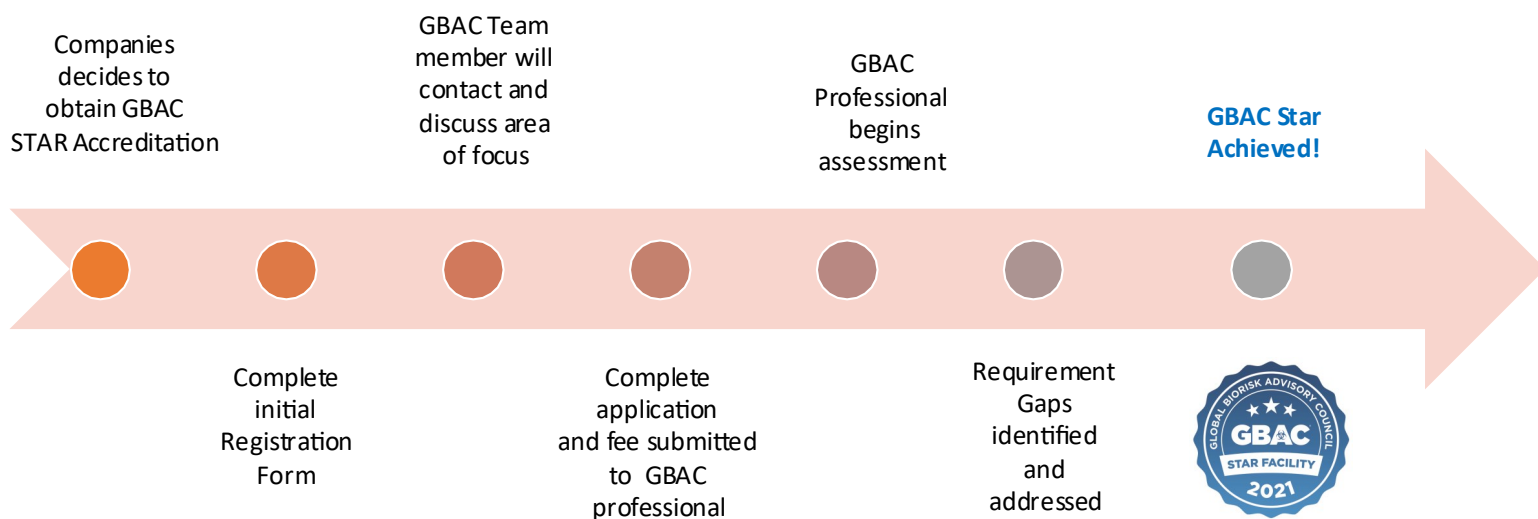 Companies
decides to
obtain GBAC
STAR Accreditation
Complete
initial
Registration
Form
GBAC Team
member will
contact and
discuss area
of focus
Complete
application
and fee submitted
to GBAC
professional
GBAC
Professional
begins
assessment
Requirement
Gaps
identified
and
addressed
GBAC Star
Achieved!
GLOBAL BIORISK ADVISORY COUNCIL
GBAC
STAR FACILITY
2021